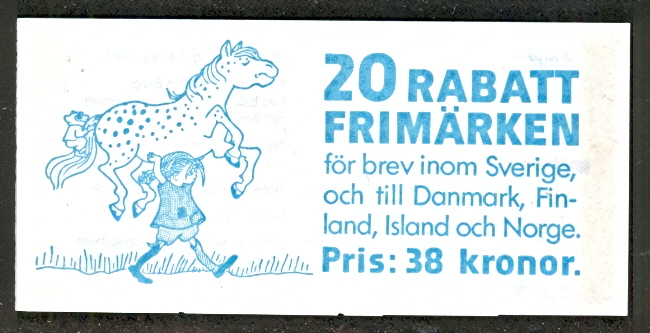 20 RABATT
FRIMÄRKEN
för brev inom Sverige,
och till Danmark, Fin-
land, Island och Norge.
Pris: 38 kronor.